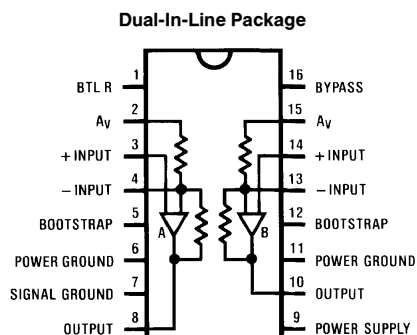 Dual-In-Line Package
1 16
BTL R BYPASS
2 15
AV AV
3 14
+ INPUT + INPUT
4 13
− INPUT − INPUT
5 12
BOOTSTRAP A B BOOTSTRAP
6 11
POWER GROUND POWER GROUND
7 10
SIGNAL GROUND OUTPUT
8 9
OUTPUT POWER SUPPLY